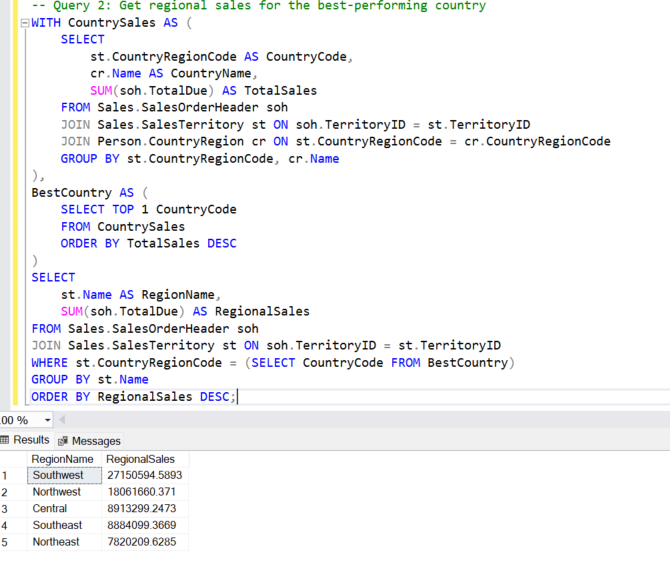 -- Query 2: Get regional sales for the best-performing country
WITH CountrySales AS (
SELECT
st.CountryRegionCode AS CountryCode,
cr.Name AS CountryName,
SUM(soh.TotalDue) AS TotalSales
FROM Sales.SalesOrderHeader soh
JOIN Sales.SalesTerritory st ON soh.TerritoryID = st.TerritoryID
JOIN Person.CountryRegion cr ON st.CountryRegionCode = cr.CountryRegionCode
GROUP BY st.CountryRegionCode, cr.Name
),
BestCountry AS (
SELECT TOP 1 CountryCode
FROM CountrySales
ORDER BY TotalSales DESC
)
SELECT
st.Name AS RegionName,
SUM(soh.TotalDue) AS RegionalSales
FROM Sales.SalesOrderHeader soh
JOIN Sales.SalesTerritory st ON soh.TerritoryID = st.TerritoryID
WHERE st.CountryRegionCode = (SELECT CountryCode FROM BestCountry)
GROUP BY st.Name
ORDER BY RegionalSales DESC;
.00 %
Results Messages
RegionName RegionalSales
1 Southwest 27150594.5893
2 Northwest 18061660.371
3 Central 8913299.2473
4 Southeast 8884099.3669
5 Northeast 7820209.6285